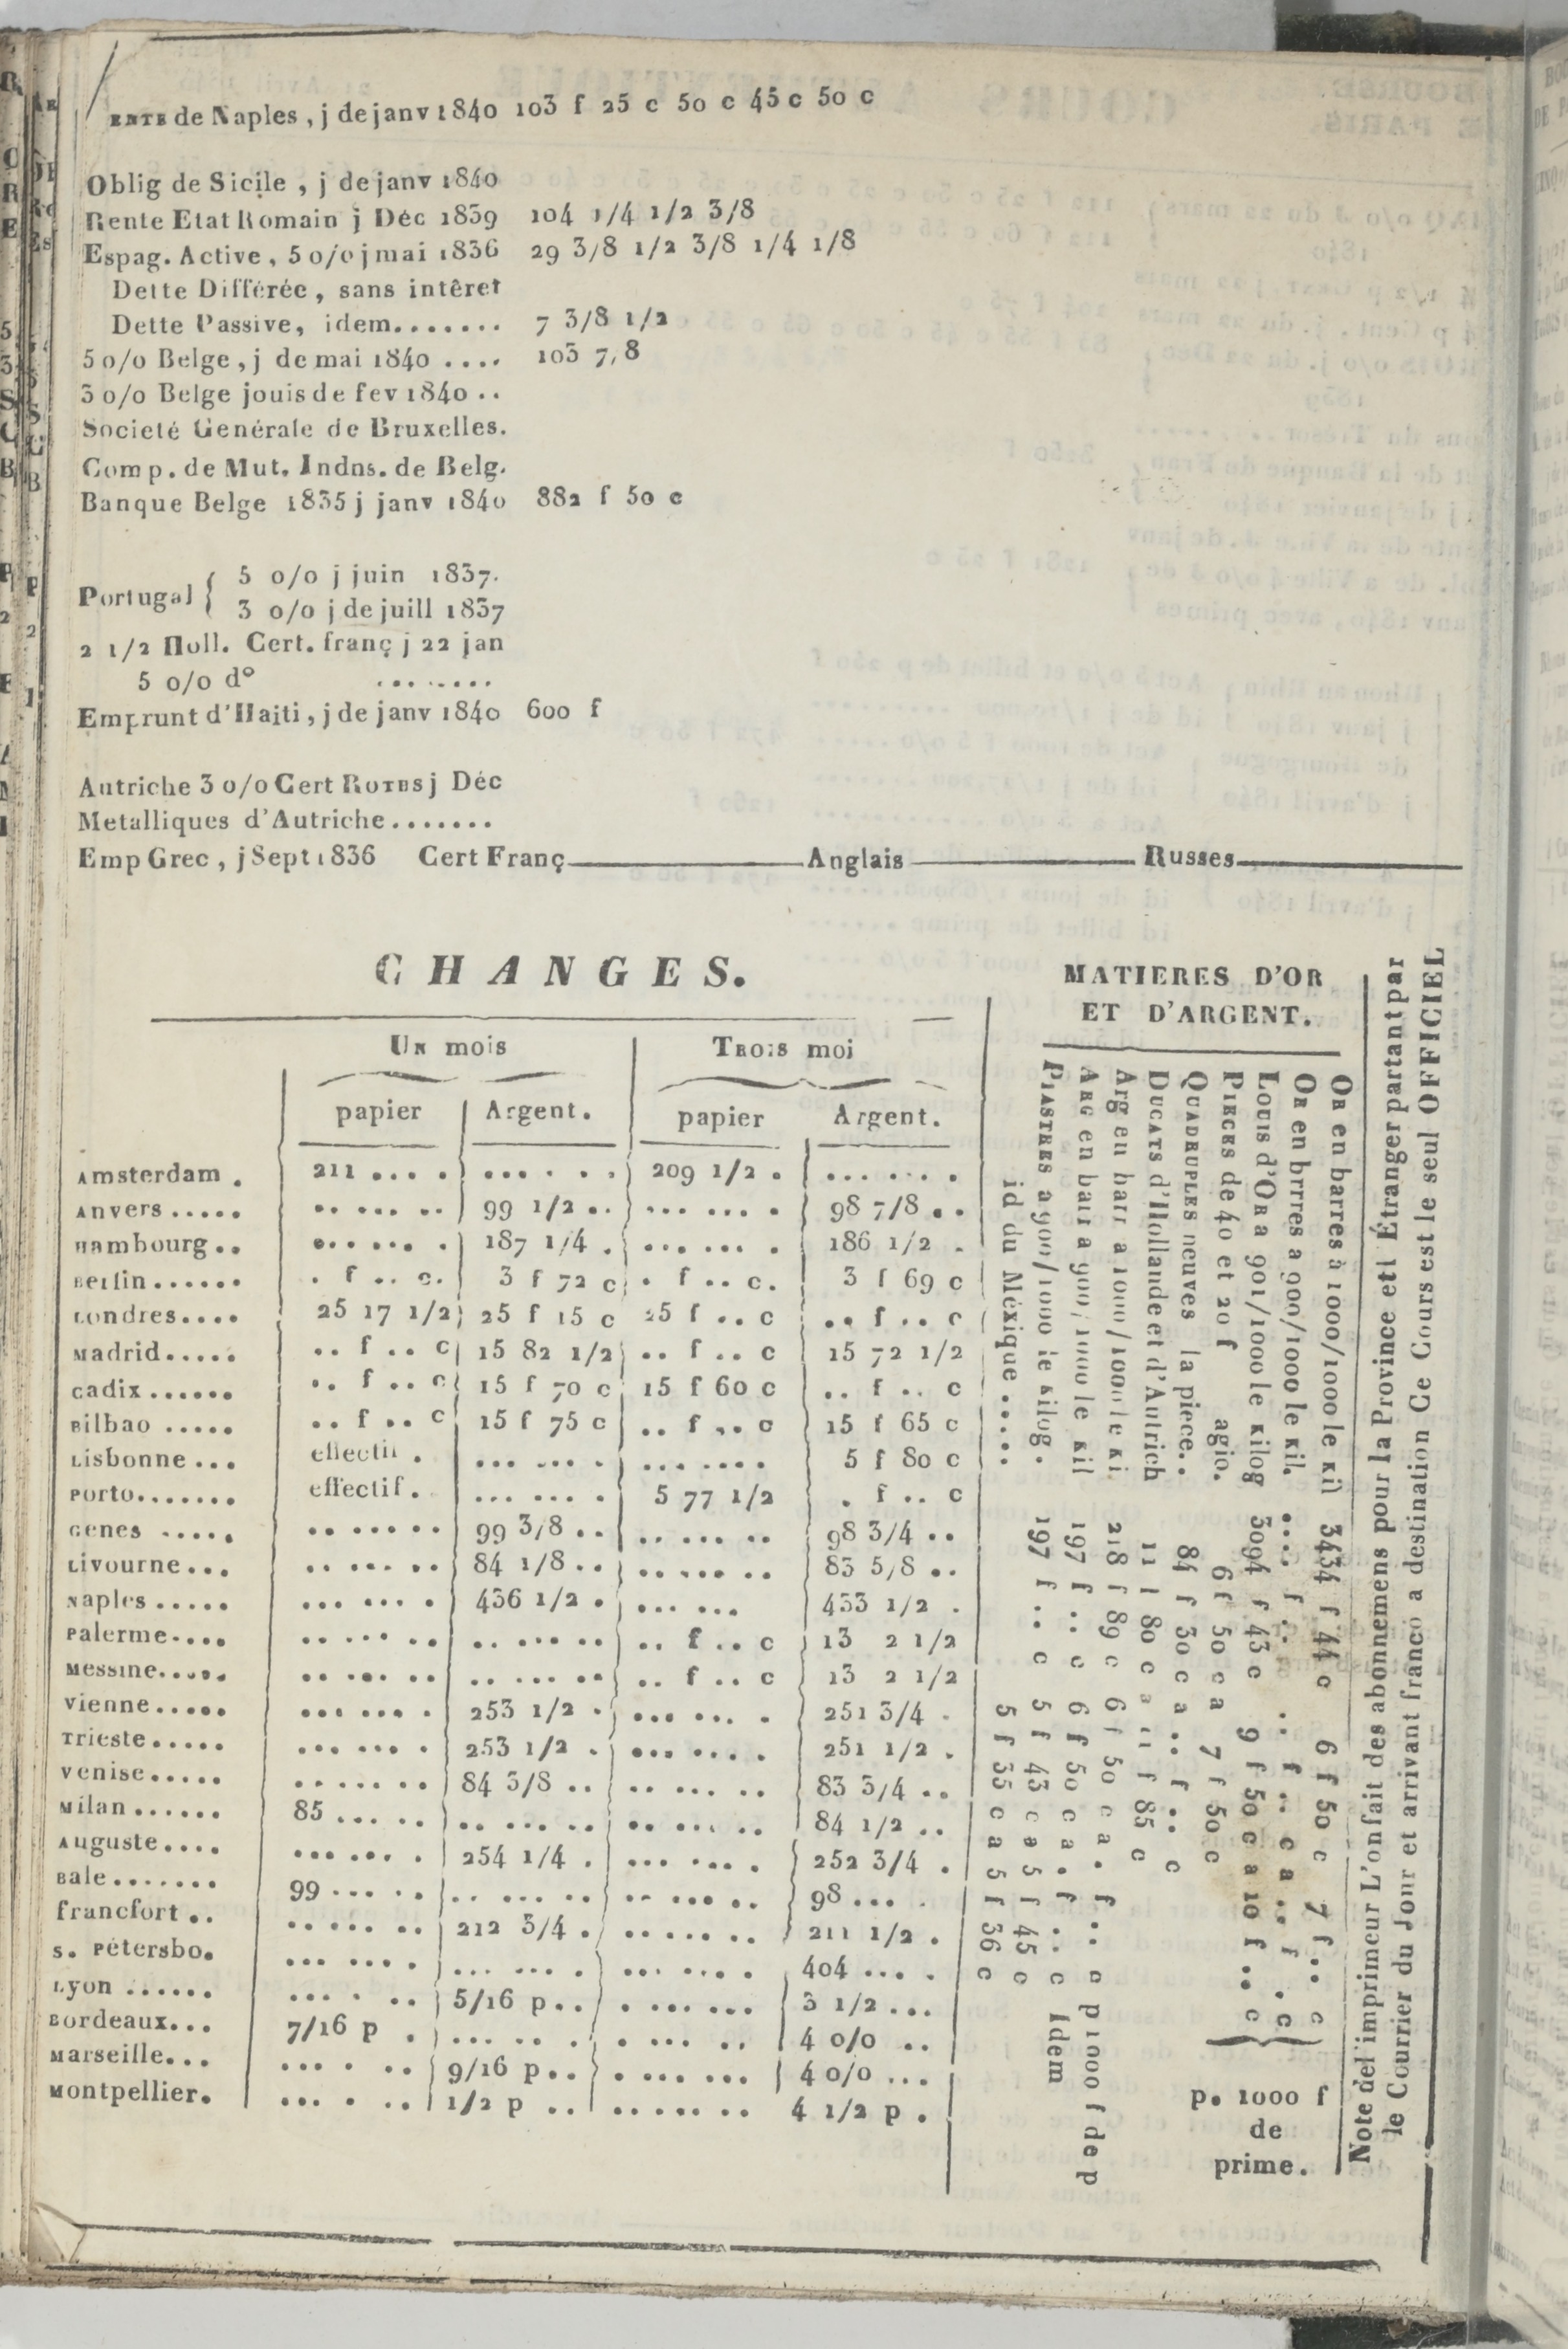 ENTE de Naples , j de janv 1840 103 f 25 c 50 c 45 c 50 c
Oblig de Sicile , j de janv 1840
Rente Etat Romain j Déc 1839 104 1/4 1/2 3/8
Espag. Active , 5 o/o j mai 1836 29 3/8 1/2 3/8 1/4 1/8
Dette Différée , sans intêret
Dette Passive, idem....... 7 3/8 1/2
5 o/o Belge , j de mai 1840 .... 103 7,8
3 o/o Belge jouis de fev 1840 ..
Societé Genérale de Bruxelles.
Comp. de Mut. Indns. de Belg.
Banque Belge 1835 j janv 1840 882 f 50 c
Portugal { 5 o/o j juin 1837.
3 o/o j de juill 1837
2 1/2 Holl. Cert. franç j 22 jan
5 o/o d° ........
Emprunt d'Haiti , j de janv 1840 600 f
Autriche 3 o/o Cert ROTHS j Déc
Metalliques d'Autriche.......
Emp Grec , j Sept 1836 Cert Franç Anglais Russes
CHANGES.
UN mois TROIS moi
papier Argent. papier Argent.
Amsterdam . 211 ... . ... . . . 209 1/2 . ... ... .
Anvers ..... .. ... .. 99 1/2 .. ... ... . 98 7/8 ..
Hambourg .. ... ... . 187 1/4 . ... ... . 186 1/2 .
Berlin ...... . f .. c. 3 f 72 c . f .. c. 3 f 69 c
Londres .... 25 17 1/2 25 f 15 c 25 f .. c .. f .. c
Madrid ..... .. f .. c 15 82 1/2 .. f .. c 15 72 1/2
Cadix ...... .. f .. c 15 f 70 c 15 f 60 c .. f .. c
Bilbao ..... .. f .. c 15 f 75 c .. f .. c 15 f 65 c
Lisbonne ... effectif . ... ... . ... .... 5 f 80 c
Porto....... effectif . ... ... . 5 77 1/2 . f .. c
Genes ..... .. ... ... 99 3/8 .. .. ... .. 98 3/4 ..
Livourne ... .. ... .. 84 1/8 .. .. ... .. 83 5/8 ..
Naples ..... ... ... . 436 1/2 . ... ... 433 1/2 .
Palerme.... .. ... .. .. ... .. .. f .. c 13 2 1/2
Messine..... .. ... .. .. ... .. .. f .. c 13 2 1/2
Vienne ..... ... ... . 253 1/2 . ... ... . 251 3/4 .
Trieste..... ... ... . 253 1/2 . ... ... . 251 1/2 .
Venise..... .. ... .. 84 3/8 .. .. ... .. 83 3/4 ..
Milan ...... 85 ... .. .. ... .. .. ... .. 84 1/2 ..
Auguste .... ... ... . 254 1/4 . ... ... . 252 3/4 .
Bale ....... 99 ... .. .. ... .. .. ... .. 98 ... .
Francfort .. .. ... .. 212 3/4 . .. ... .. 211 1/2 .
S. Pétersbo. ... ... . ... ... . ... ... . 404 ... .
Lyon ...... ... . .. 5/16 p .. . ... ... 3 1/2 ...
Bordeaux... 7/16 p . ... .. . . ... .. 4 o/o ..
Marseille... ... . .. 9/16 p.. . ... ... 4 o/o ...
Montpellier. ... . .. 1/2 p .. .. ... .. 4 1/2 p .
MATIERES D'OR
ET D'ARGENT.
OR en barres à 1000/1000 le Kil 3434 f 44 c 6 f 50 c 7 f .. c
OR en brrres a 900/1000 le Kil. .... f .. .. f .. c a .. f . c
LOUIS d'OR a 901/1000 le Kilog 3094 f 43 c 9 f 50 c a 10 f .. c
PIECES de 40 et 20 f agio. 6 f 50 c a 7 f 50 c
QUADRUPLES neuves la piece.. 84 f 30 c a .. f .. c
DUCATS d'Hollande et d'Autrich 11 f 80 c a 11 f 85 c
Arg en barr a 1000/1000 le Ki. 218 f 89 c 6 f 50 c a . f .. c p 1000 f de p
ARG en barr a 900/1000 le Kil 197 f .. c 6 f 50 c a . f .. c Idem
PIASTRES a 900/1000 le Kilog . 197 f .. c 5 f 43 c a 5 f 45 c
id du Méxique ..... 5 f 35 c a 5 f 36 c
p. 1000 f
de
prime.
Note del'imprimeur L'on fait des abonnemens pour la Province et l Étranger partant par
le Courrier du Jour et arrivant franco a destination Ce Cours est le seul OFFICIEL